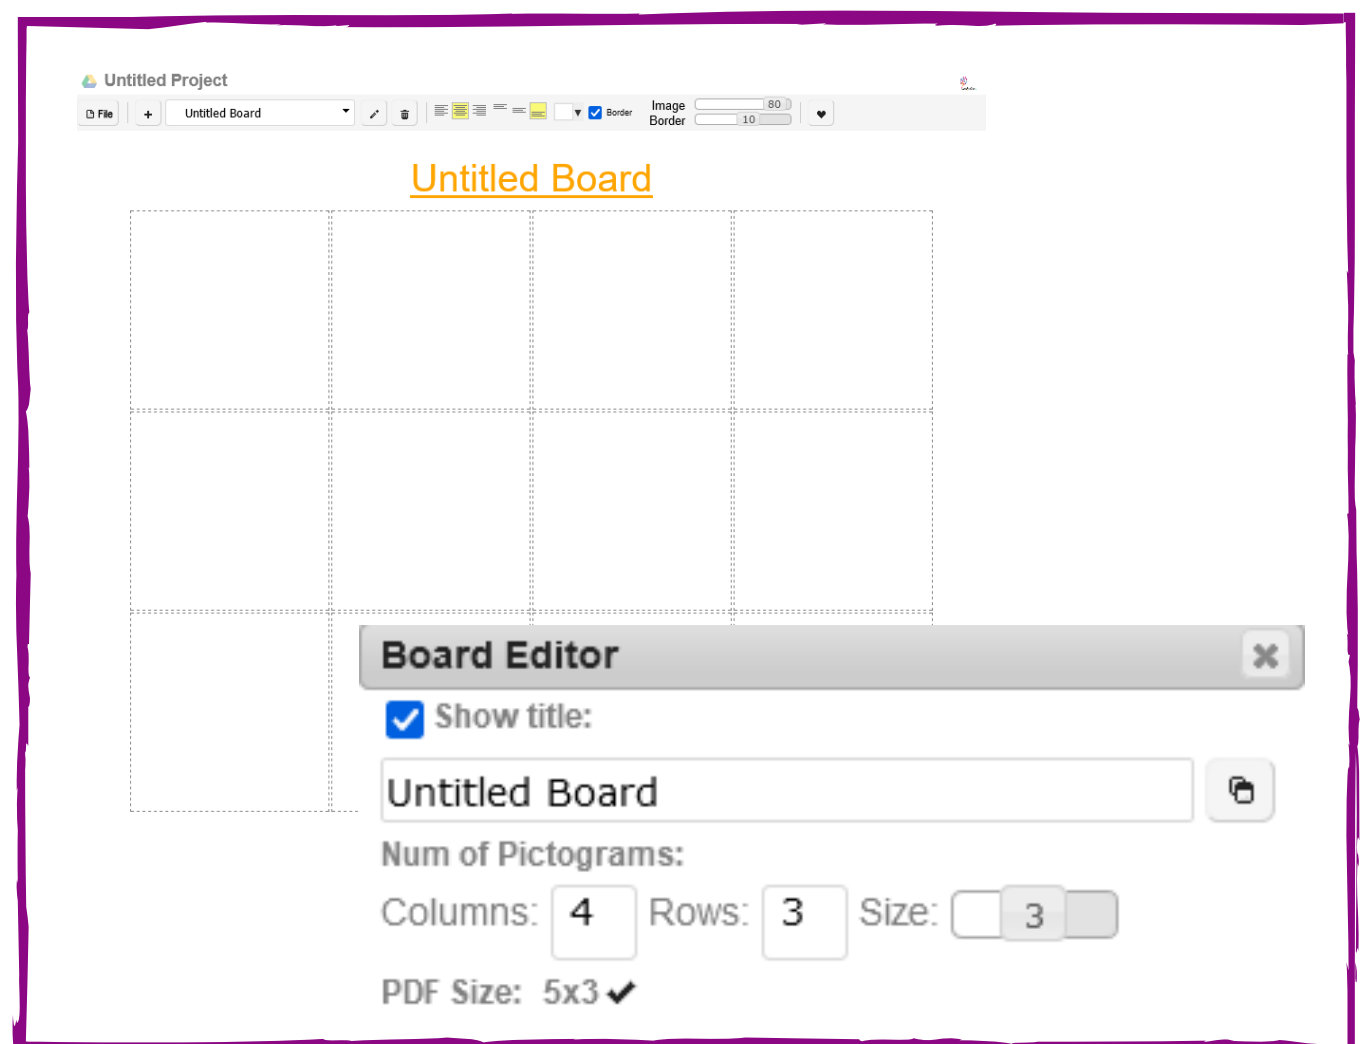 Untitled Project
File + Untitled Board Border Image 80
Border 10
Untitled Board
Board Editor
Show title:
Untitled Board
Num of Pictograms:
Columns: 4 Rows: 3 Size: 3
PDF Size: 5x3